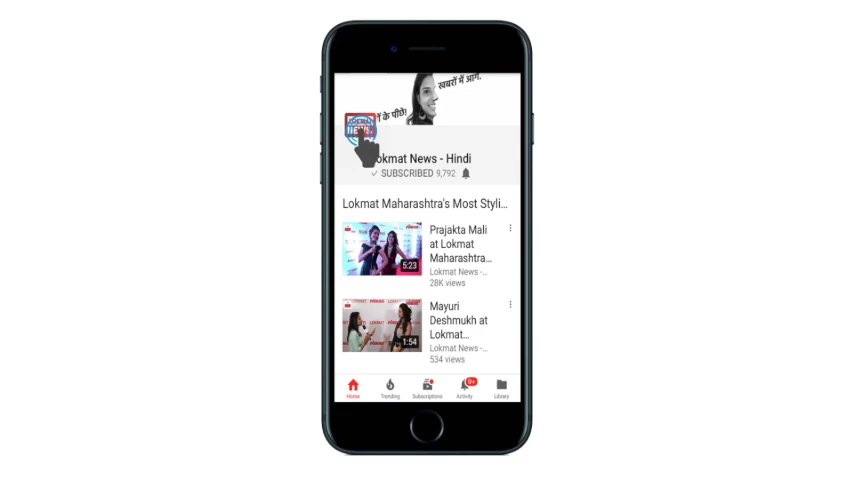 खबरों में आगे,
के पीछे!
LOKMAT
NEWS
okmat News - Hindi
SUBSCRIBED 9,792
Lokmat Maharashtra's Most Styli...
Prajakta Mali
at Lokmat
Maharashtra...
Lokmat News -...
28K views
5:23
Mayuri
Deshmukh at
Lokmat...
Lokmat News -...
534 views
1:54
Home
Trending
Subscriptions
9+
Activity
Library